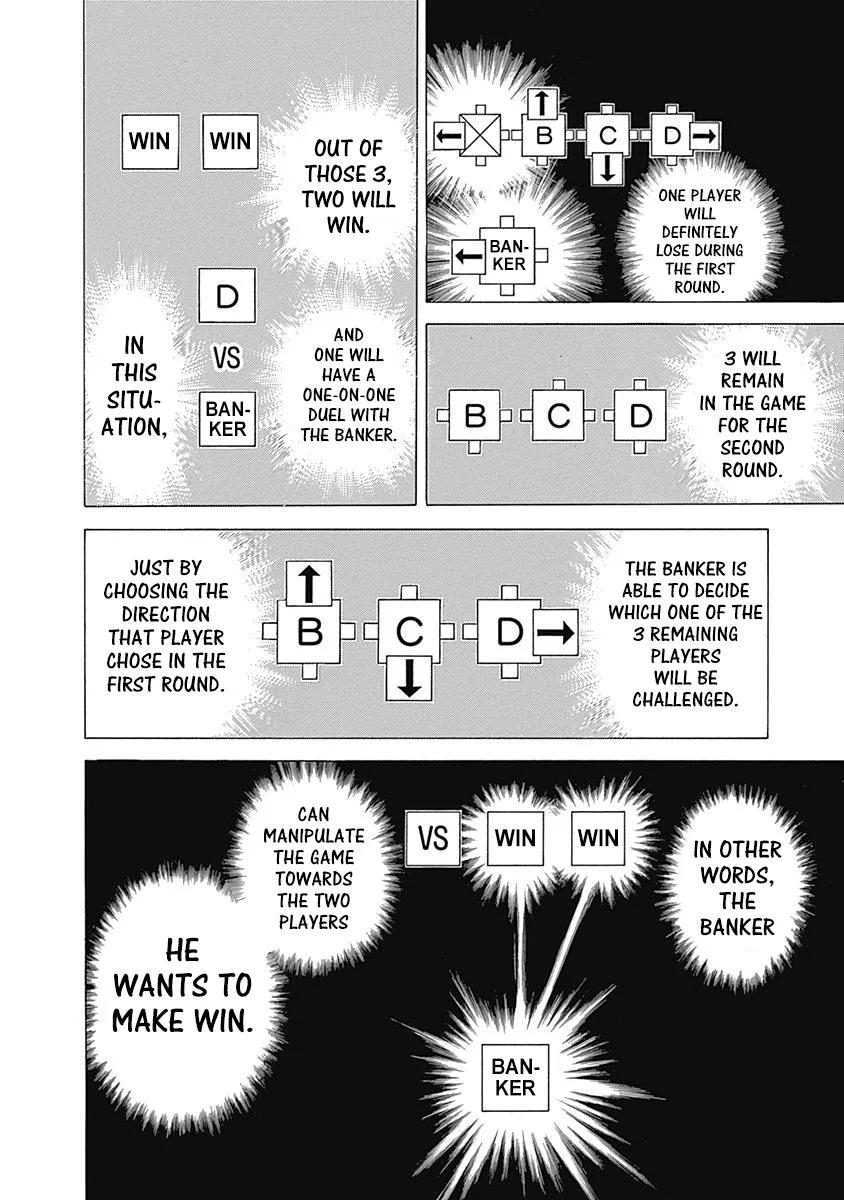 B
C
D
ONE PLAYER
WILL
DEFINITELY
LOSE DURING
THE FIRST
ROUND.
BAN-
KER
3 WILL
REMAIN
IN THE GAME
FOR THE
SECOND
ROUND.
B
C
D
WIN
WIN
OUT OF
THOSE 3,
TWO WILL
WIN.
D
VS
BAN-
KER
AND
ONE WILL
HAVE A
ONE-ON-ONE
DUEL WITH
THE BANKER.
IN
THIS
SITU-
ATION,
THE BANKER IS
ABLE TO DECIDE
WHICH ONE OF THE
3 REMAINING
PLAYERS
WILL BE
CHALLENGED.
B
C
D
JUST BY
CHOOSING THE
DIRECTION
THAT PLAYER
CHOSE IN THE
FIRST ROUND.
IN OTHER
WORDS,
THE
BANKER
VS
WIN
WIN
CAN
MANIPULATE
THE GAME
TOWARDS
THE TWO
PLAYERS
HE
WANTS TO
MAKE WIN.
BAN-
KER